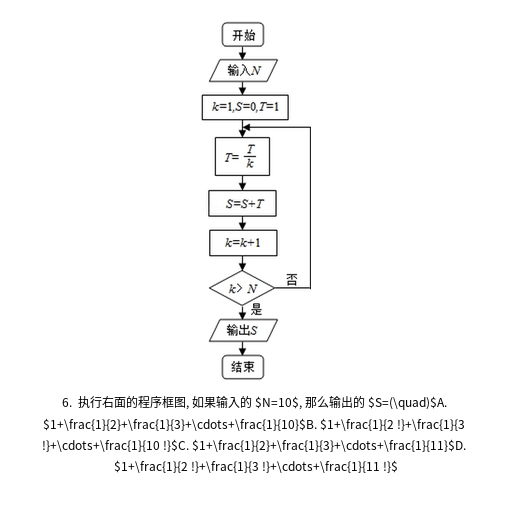 开始
输入N
k=1,S=0,T=1
T= T/k
S=S+T
k=k+1
k> N
否
是
输出S
结束
6. 执行右面的程序框图, 如果输入的 $N=10$, 那么输出的 $S=(\quad)$A.
$1+\frac{1}{2}+\frac{1}{3}+\cdots+\frac{1}{10}$B. $1+\frac{1}{2 !}+\frac{1}{3
!}+\cdots+\frac{1}{10 !}$C. $1+\frac{1}{2}+\frac{1}{3}+\cdots+\frac{1}{11}$D.
$1+\frac{1}{2 !}+\frac{1}{3 !}+\cdots+\frac{1}{11 !}$